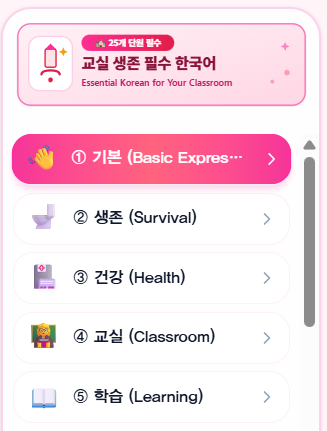 25개 단원 필수
교실 생존 필수 한국어
Essential Korean for Your Classroom
① 기본 (Basic Expres···
② 생존 (Survival)
③ 건강 (Health)
④ 교실 (Classroom)
⑤ 학습 (Learning)